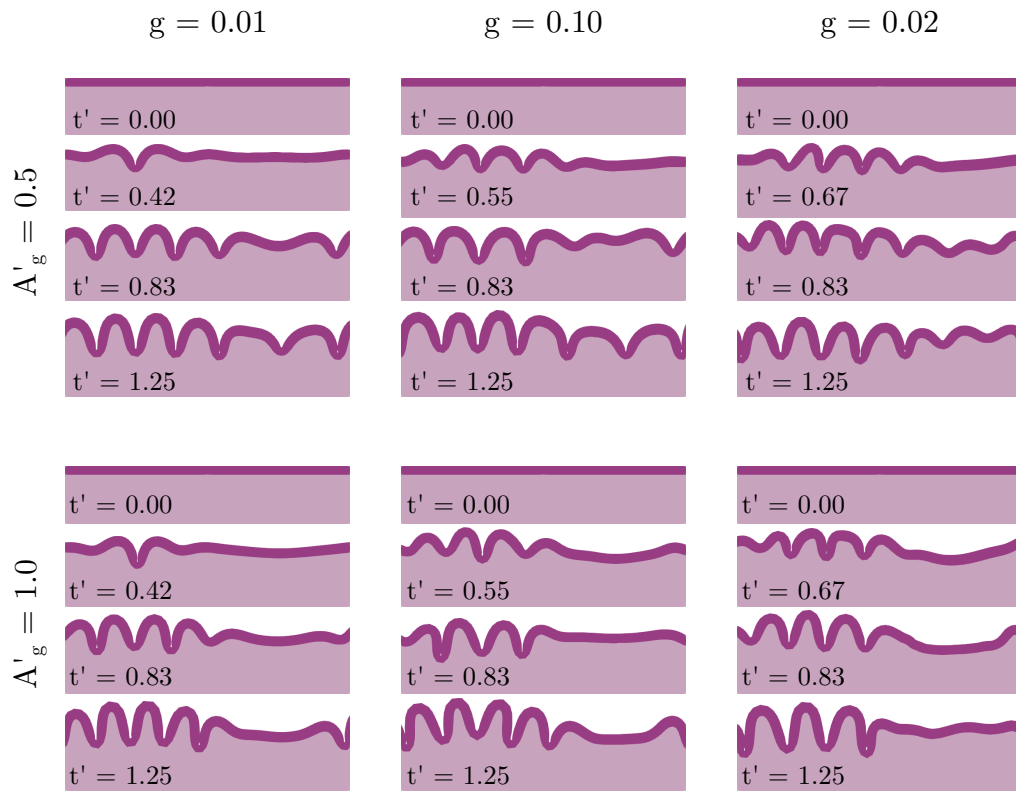 g = 0.01 g = 0.10 g = 0.02
A'g = 0.5
t' = 0.00 t' = 0.00 t' = 0.00
t' = 0.42 t' = 0.55 t' = 0.67
t' = 0.83 t' = 0.83 t' = 0.83
t' = 1.25 t' = 1.25 t' = 1.25
A'g = 1.0
t' = 0.00 t' = 0.00 t' = 0.00
t' = 0.42 t' = 0.55 t' = 0.67
t' = 0.83 t' = 0.83 t' = 0.83
t' = 1.25 t' = 1.25 t' = 1.25